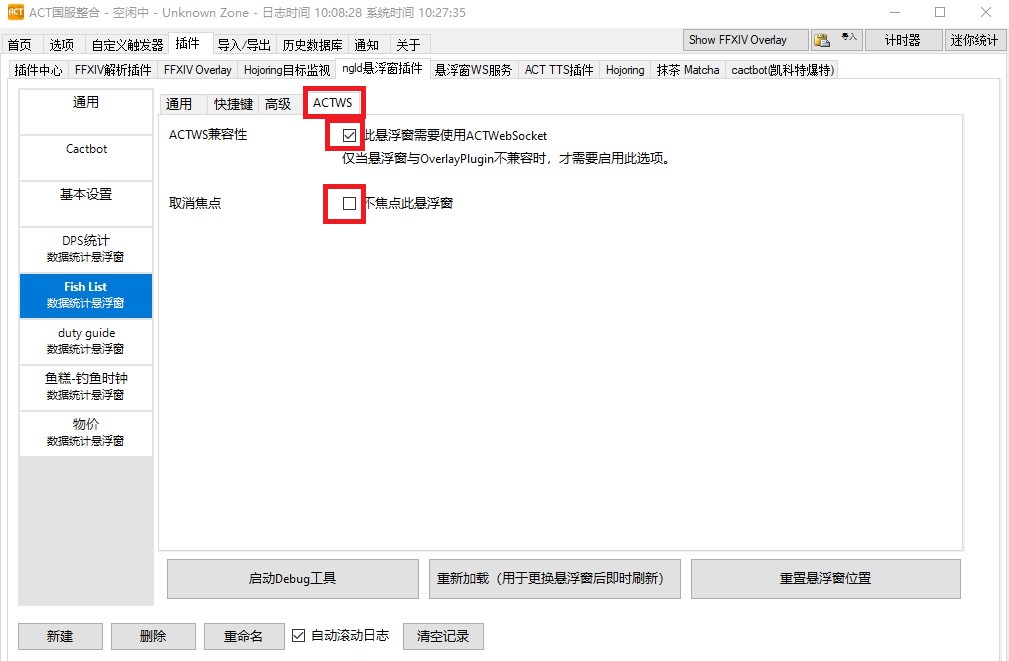 ACT国服整合 - 空闲中 - Unknown Zone - 日志时间 10:08:28 系统时间 10:27:35
首页 选项 自定义触发器 插件 导入/导出 历史数据库 通知 关于 Show FFXIV Overlay 导入 计时器 迷你统计
插件中心 FFXIV解析插件 FFXIV Overlay Hojoring目标监视 ngld悬浮窗插件 悬浮窗WS服务 ACT TTS插件 Hojoring 抹茶 Matcha cactbot(凯科特爆特)
通用
Cactbot
基本设置
DPS统计
数据统计悬浮窗
Fish List
数据统计悬浮窗
duty guide
数据统计悬浮窗
鱼糕-钓鱼时钟
数据统计悬浮窗
物价
数据统计悬浮窗
通用 快捷键 高级 ACTWS
ACTWS兼容性 此悬浮窗需要使用ACTWebSocket
仅当悬浮窗与OverlayPlugin不兼容时，才需要启用此选项。
取消焦点 不焦点此悬浮窗
启动Debug工具 重新加载（用于更换悬浮窗后即时刷新） 重置悬浮窗位置
新建 删除 重命名 自动滚动日志 清空记录